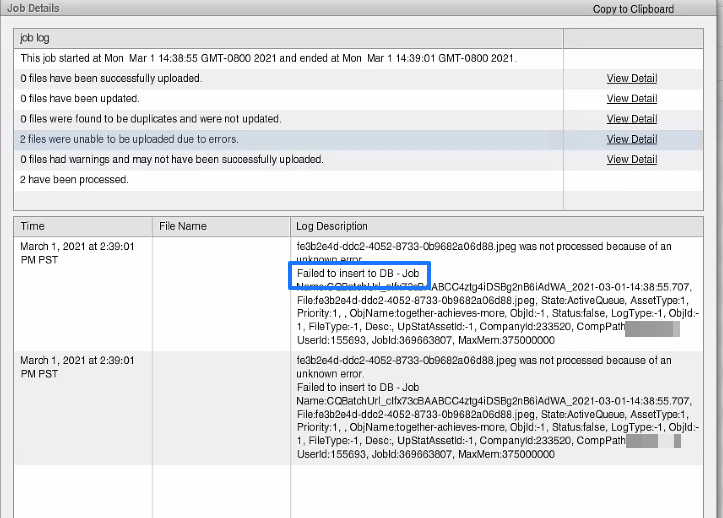 Job Details
Copy to Clipboard
job log
This job started at Mon Mar 1 14:38:55 GMT-0800 2021 and ended at Mon Mar 1 14:39:01 GMT-0800 2021.
0 files have been successfully uploaded. View Detail
0 files have been updated. View Detail
0 files were found to be duplicates and were not updated. View Detail
2 files were unable to be uploaded due to errors. View Detail
0 files had warnings and may not have been successfully uploaded. View Detail
2 have been processed.
Time File Name Log Description
March 1, 2021 at 2:39:01
PM PST
fe3b2e4d-ddc2-4052-8733-0b9682a06d88.jpeg was not processed because of an
unknown error.
Failed to insert to DB - Job
Name:CQBatchUrl_clfx73cBAABCC4ztg4iDSBg2nB6iAdWA_2021-03-01-14:38:55.707,
File:fe3b2e4d-ddc2-4052-8733-0b9682a06d88.jpeg, State:ActiveQueue, AssetType:1,
Priority:1, , ObjName:together-achieves-more, ObjId:-1, Status:false, LogType:-1, ObjId:-
1, FileType:-1, Desc:, UpStatAssetId:-1, CompanyId:233520, CompPath
UserId:155693, JobId:369663807, MaxMem:375000000
March 1, 2021 at 2:39:01
PM PST
fe3b2e4d-ddc2-4052-8733-0b9682a06d88.jpeg was not processed because of an
unknown error.
Failed to insert to DB - Job
Name:CQBatchUrl_clfx73cBAABCC4ztg4iDSBg2nB6iAdWA_2021-03-01-14:38:55.707,
File:fe3b2e4d-ddc2-4052-8733-0b9682a06d88.jpeg, State:ActiveQueue, AssetType:1,
Priority:1, , ObjName:together-achieves-more, ObjId:-1, Status:false, LogType:-1, ObjId:-
1, FileType:-1, Desc:, UpStatAssetId:-1, CompanyId:233520, CompPath
UserId:155693, JobId:369663807, MaxMem:375000000